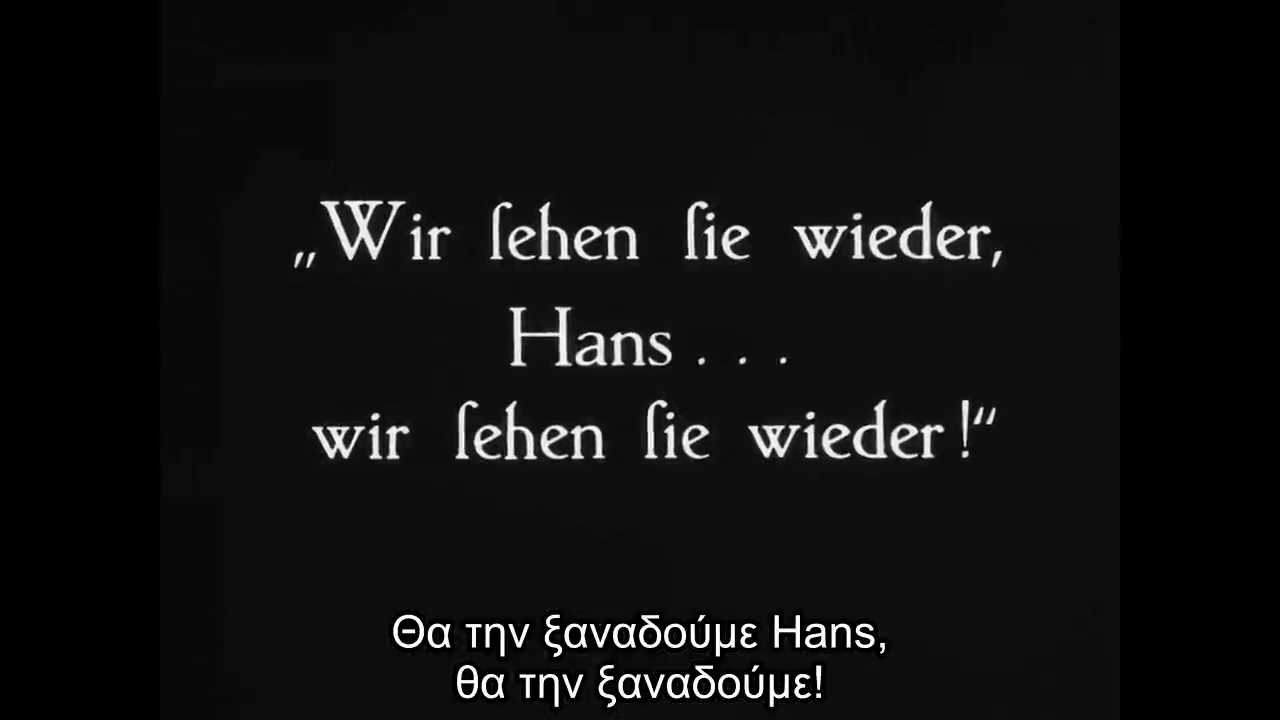 „Wir ſehen ſie wieder,
Hans . . .
wir ſehen ſie wieder!“
Θα την ξαναδούμε Hans,
θα την ξαναδούμε!